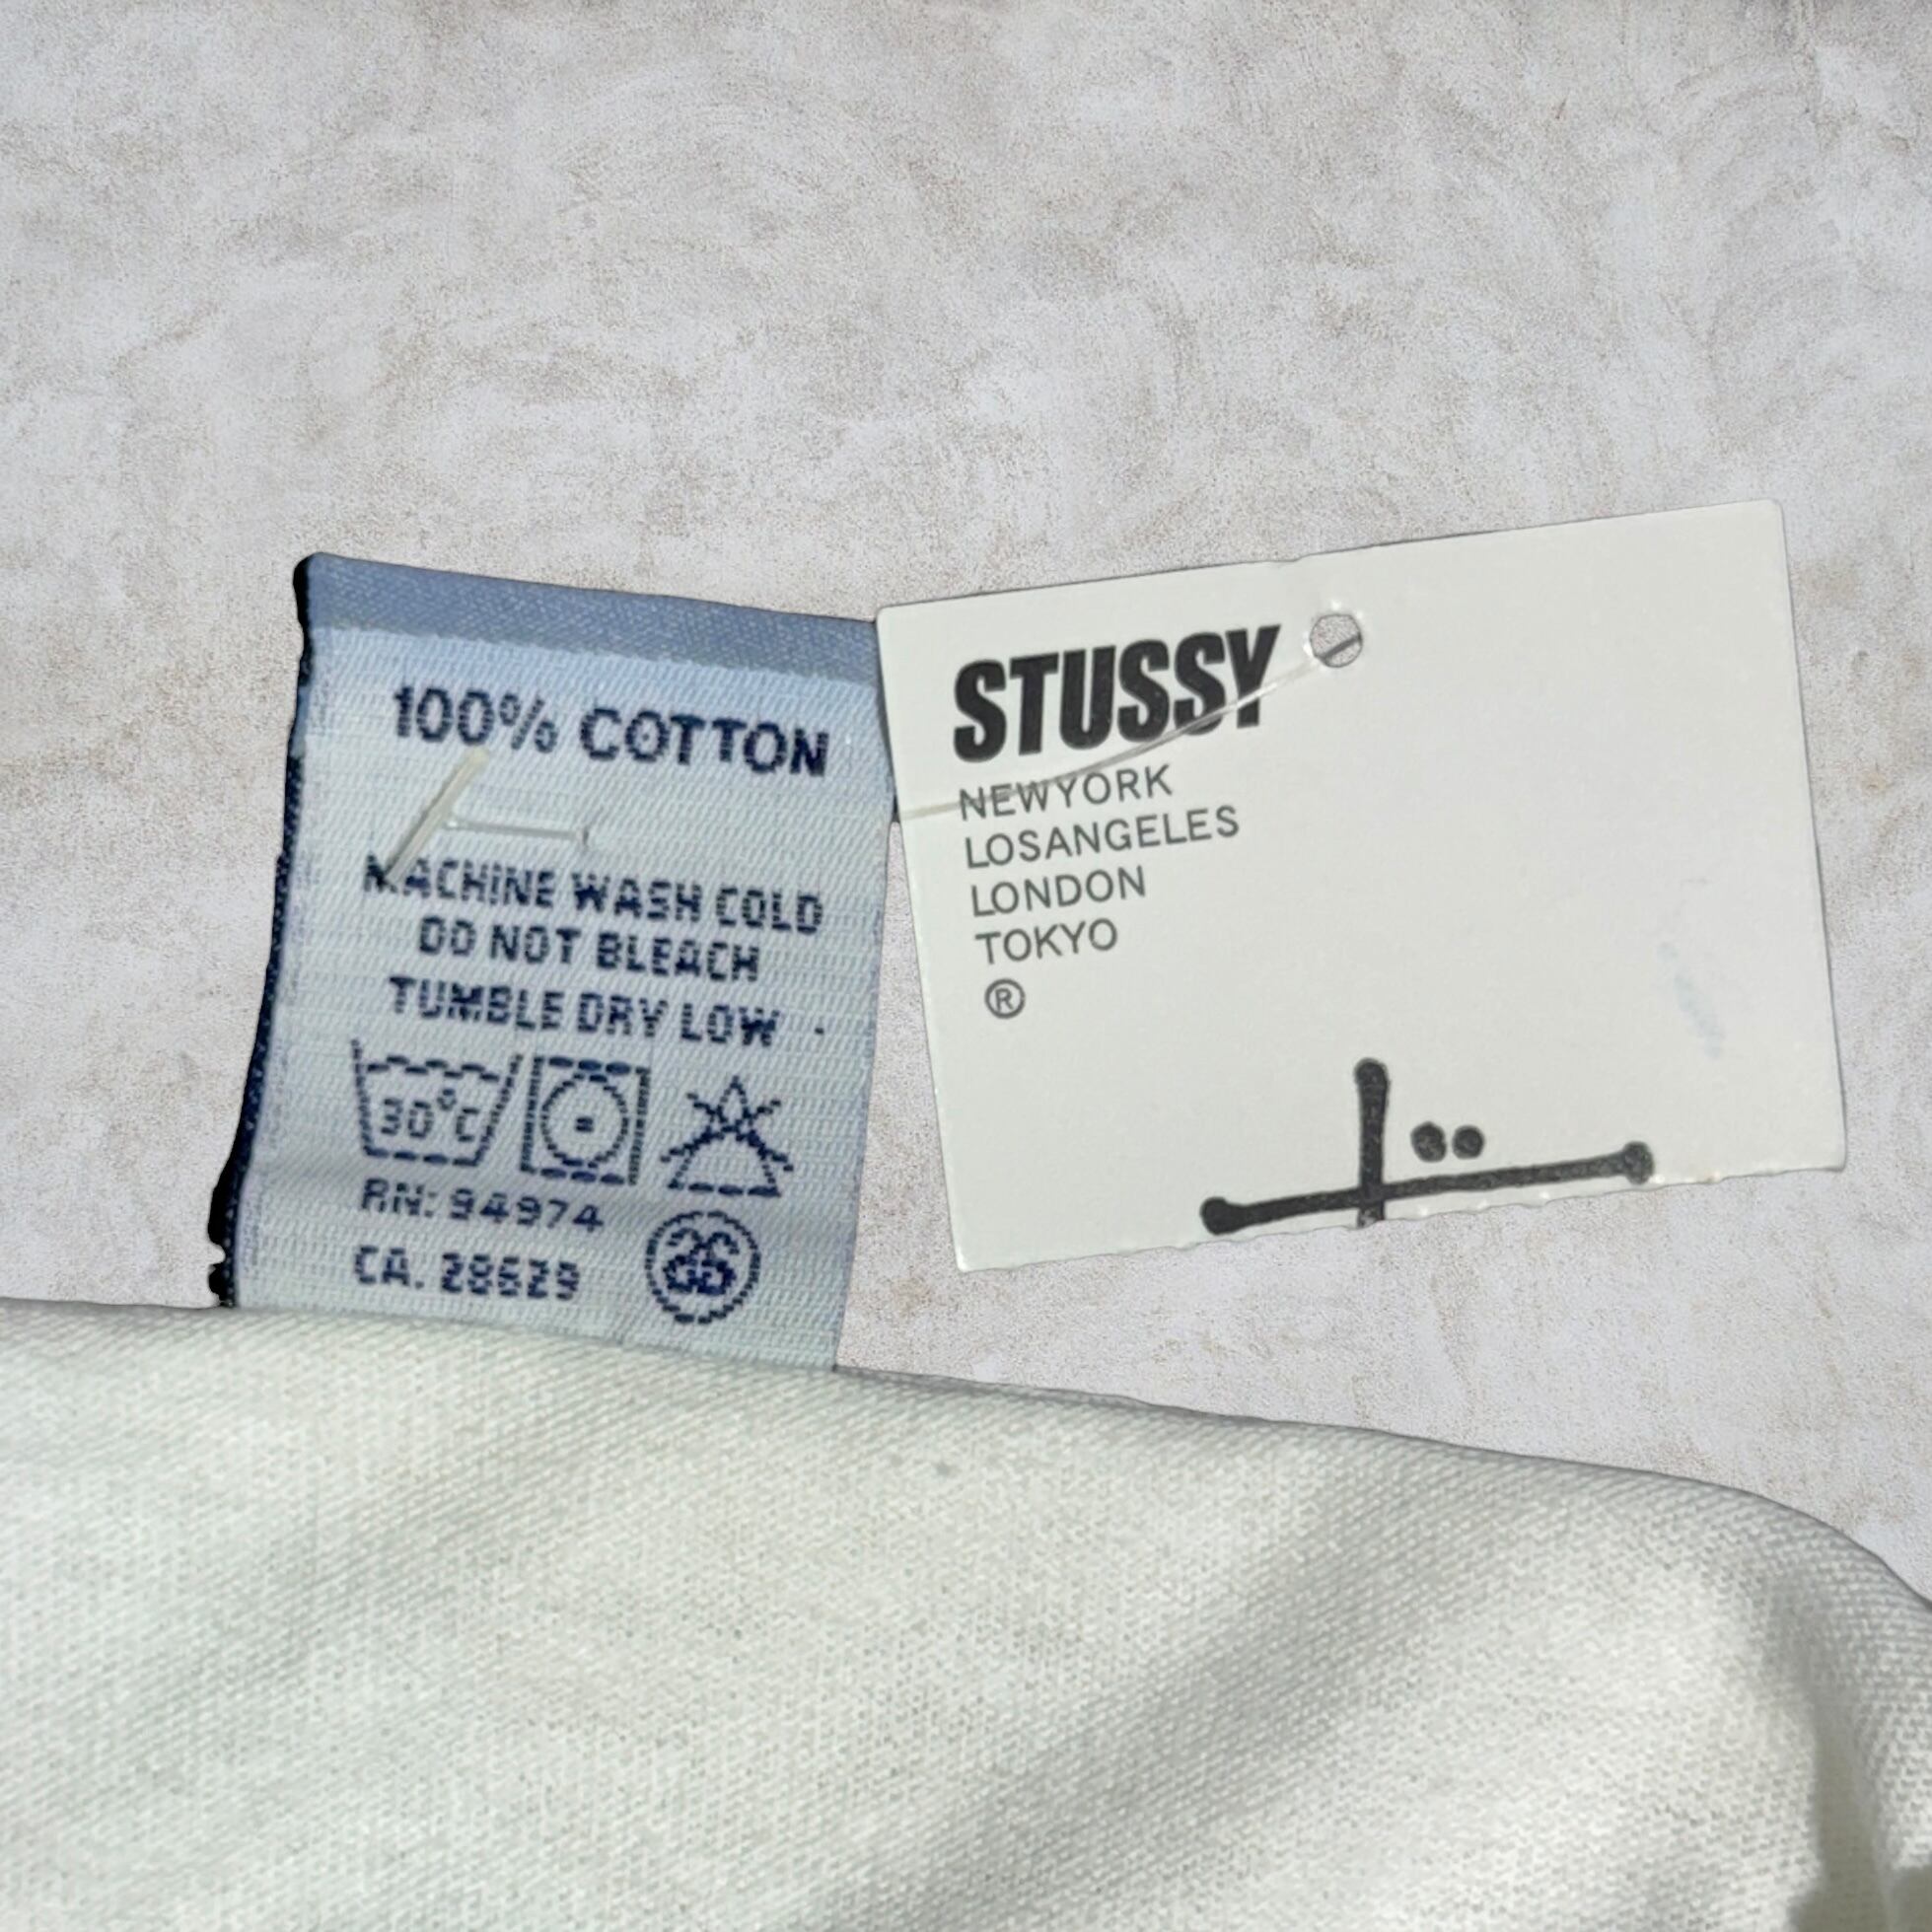 100% COTTON
MACHINE WASH COLD
DO NOT BLEACH
TUMBLE DRY LOW
30°C
RN: 94974
CA. 28629
STUSSY
NEWYORK
LOSANGELES
LONDON
TOKYO
®